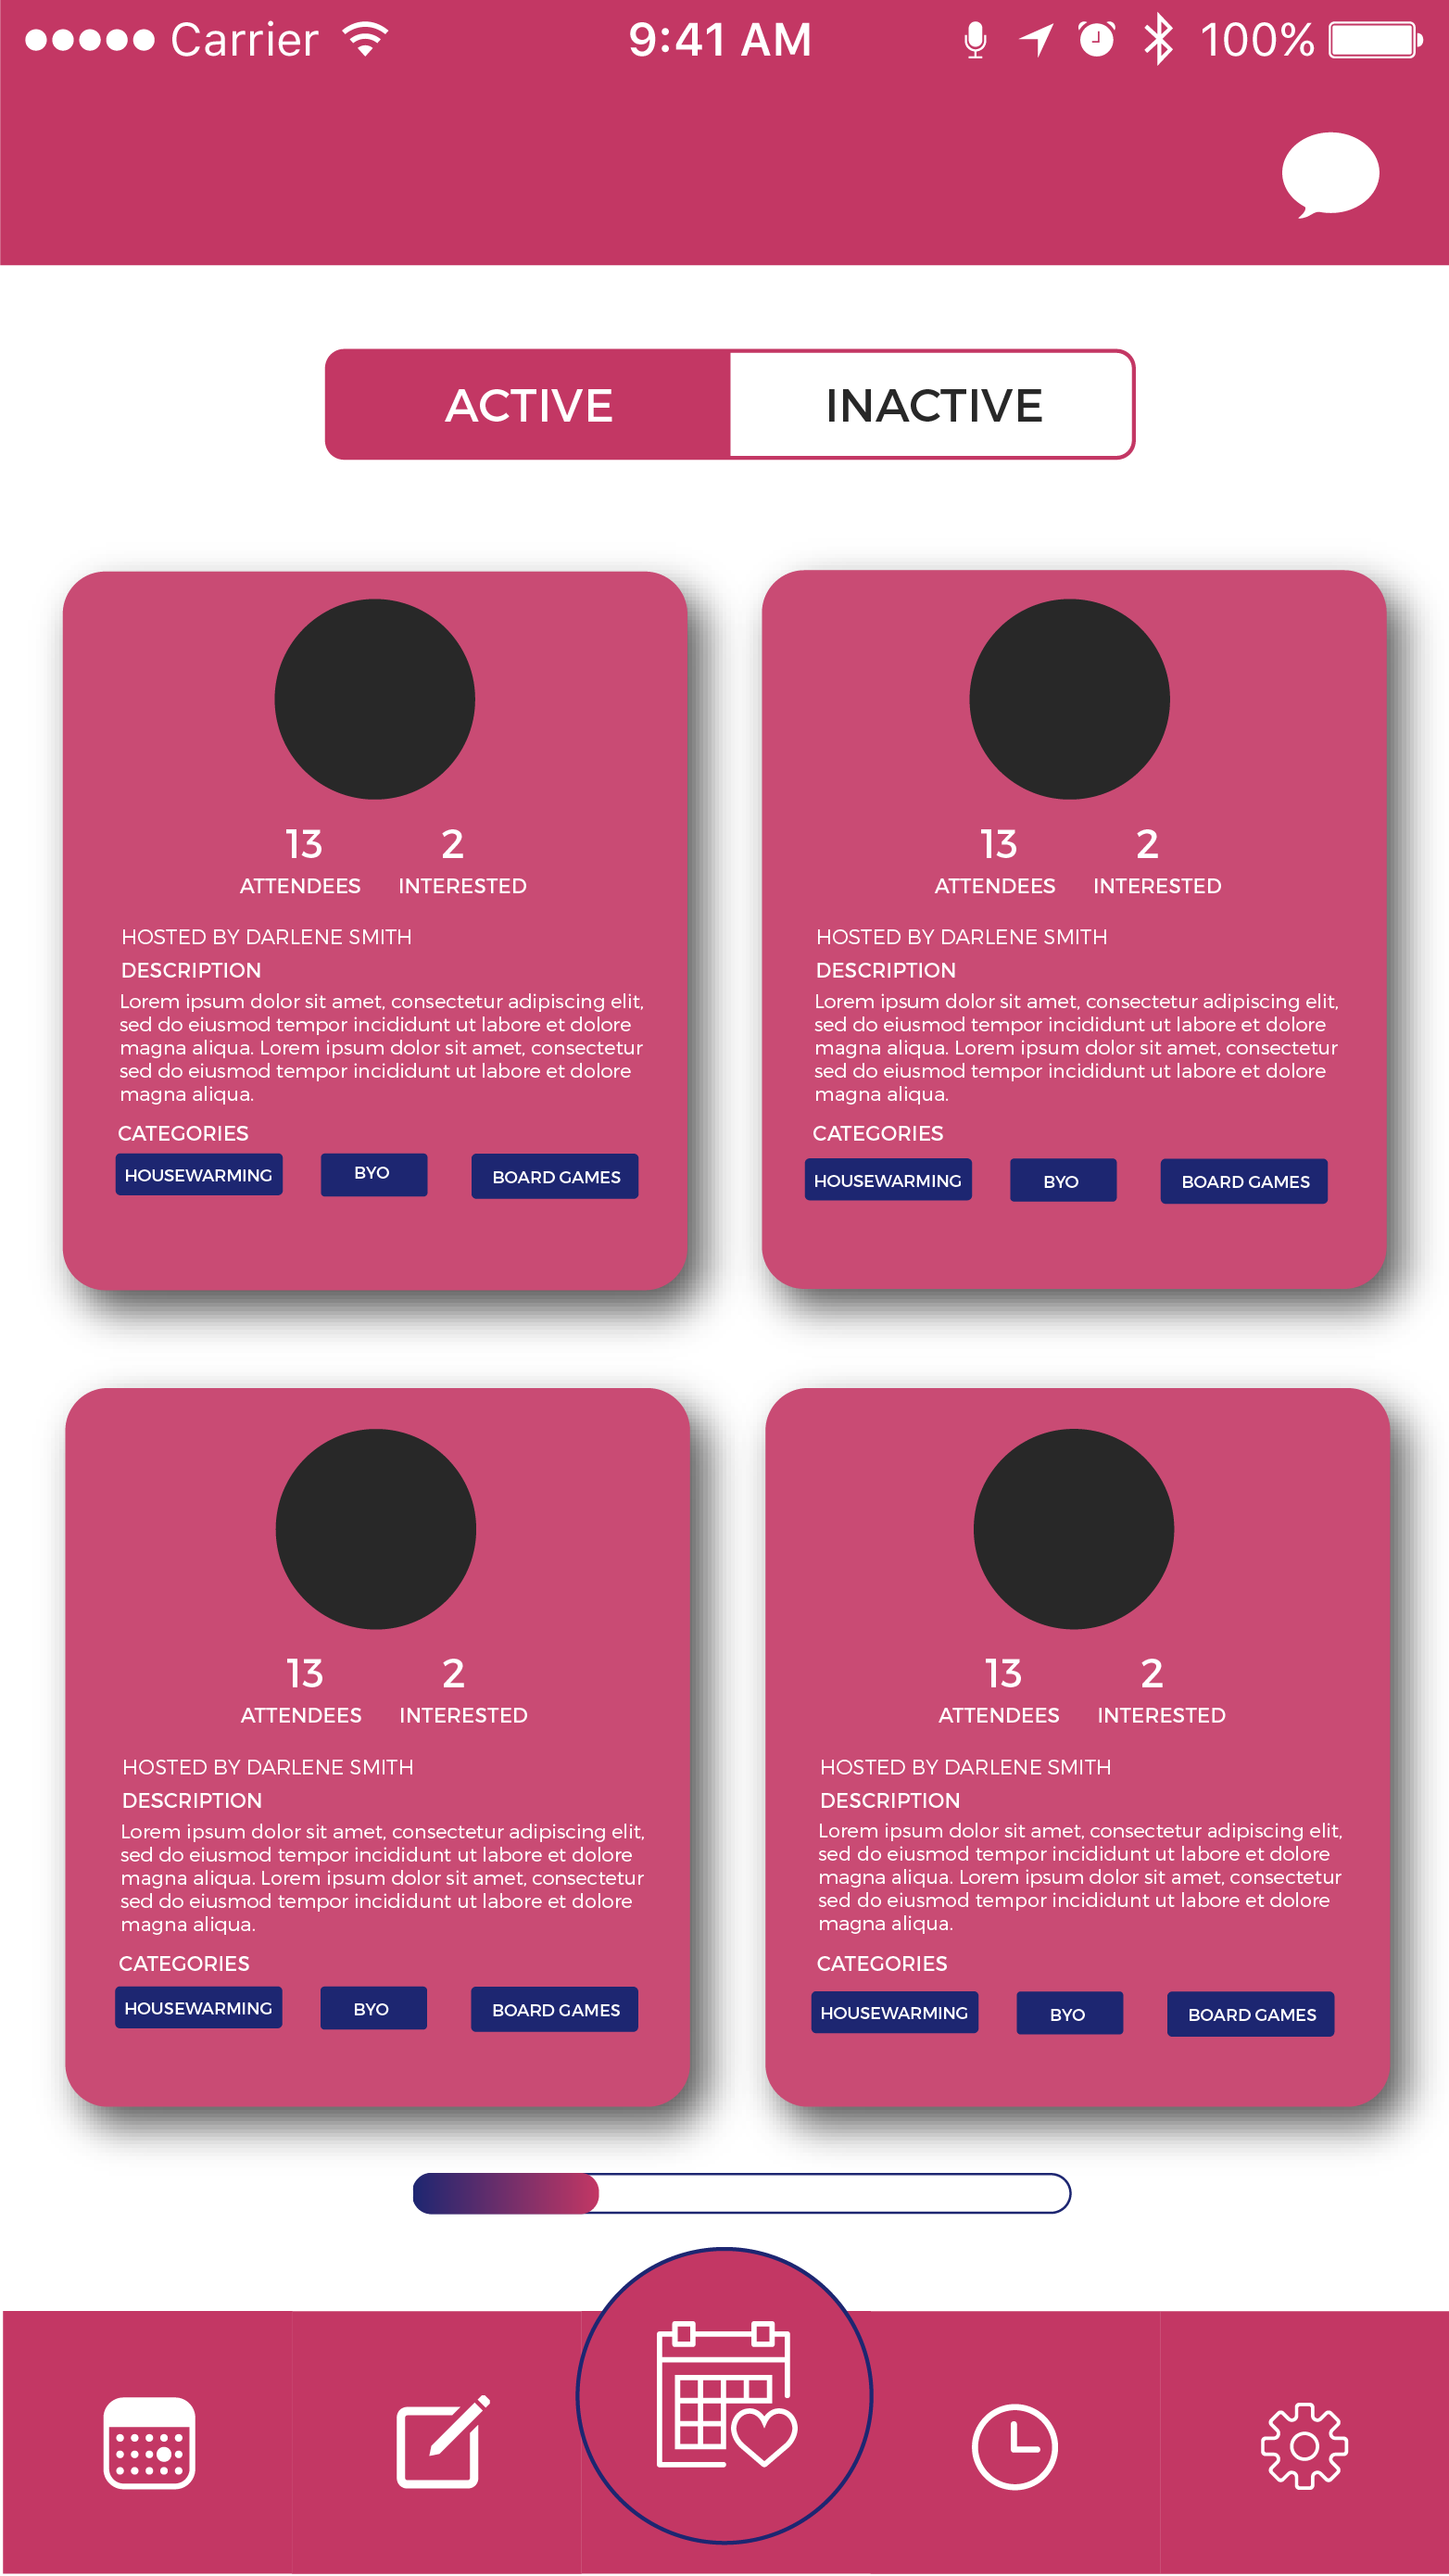 Carrier 9:41 AM 100%
ACTIVE INACTIVE
13 2
ATTENDEES INTERESTED
HOSTED BY DARLENE SMITH
DESCRIPTION
Lorem ipsum dolor sit amet, consectetur adipiscing elit,
sed do eiusmod tempor incididunt ut labore et dolore
magna aliqua. Lorem ipsum dolor sit amet, consectetur
sed do eiusmod tempor incididunt ut labore et dolore
magna aliqua.
CATEGORIES
HOUSEWARMING BYO BOARD GAMES
13 2
ATTENDEES INTERESTED
HOSTED BY DARLENE SMITH
DESCRIPTION
Lorem ipsum dolor sit amet, consectetur adipiscing elit,
sed do eiusmod tempor incididunt ut labore et dolore
magna aliqua. Lorem ipsum dolor sit amet, consectetur
sed do eiusmod tempor incididunt ut labore et dolore
magna aliqua.
CATEGORIES
HOUSEWARMING BYO BOARD GAMES
13 2
ATTENDEES INTERESTED
HOSTED BY DARLENE SMITH
DESCRIPTION
Lorem ipsum dolor sit amet, consectetur adipiscing elit,
sed do eiusmod tempor incididunt ut labore et dolore
magna aliqua. Lorem ipsum dolor sit amet, consectetur
sed do eiusmod tempor incididunt ut labore et dolore
magna aliqua.
CATEGORIES
HOUSEWARMING BYO BOARD GAMES
13 2
ATTENDEES INTERESTED
HOSTED BY DARLENE SMITH
DESCRIPTION
Lorem ipsum dolor sit amet, consectetur adipiscing elit,
sed do eiusmod tempor incididunt ut labore et dolore
magna aliqua. Lorem ipsum dolor sit amet, consectetur
sed do eiusmod tempor incididunt ut labore et dolore
magna aliqua.
CATEGORIES
HOUSEWARMING BYO BOARD GAMES